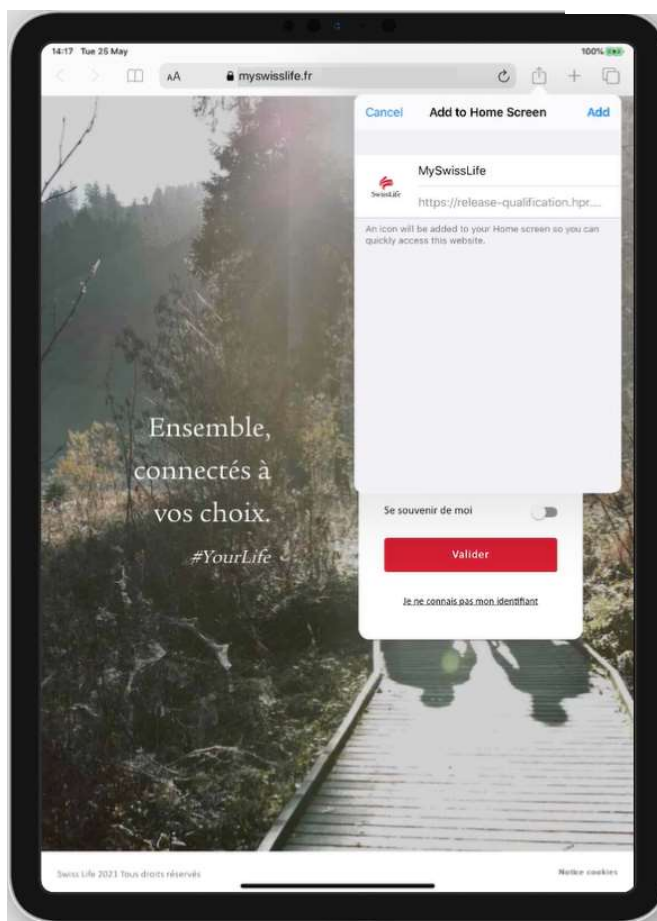 14:17 Tue 25 May
100%
AA
myswisslife.fr
Cancel
Add to Home Screen
Add
MySwissLife
SwissLife
https://release-qualification.hpr....
An icon will be added to your Home screen so you can
quickly access this website.
Ensemble,
connectés à
vos choix.
#YourLife
Se souvenir de moi
Valider
Je ne connais pas mon identifiant
Swiss Life 2021 Tous droits réservés
Notice cookies